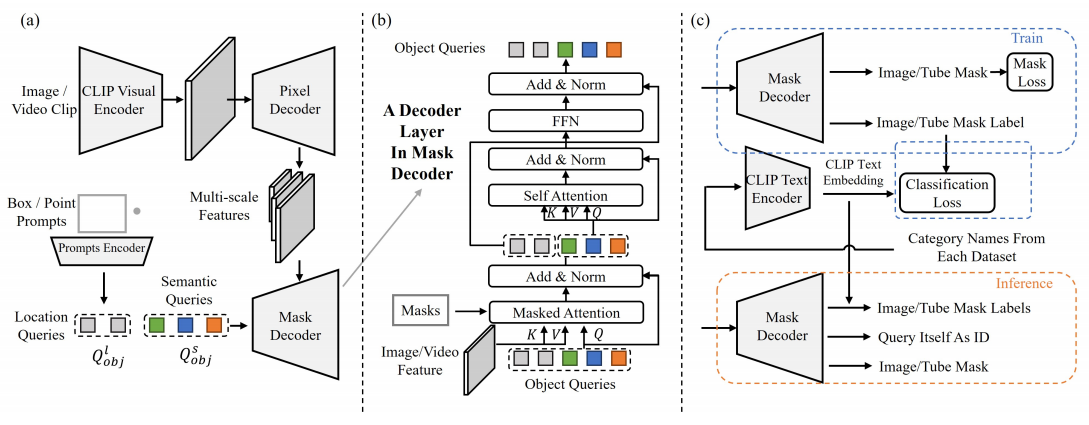 (a)
Image /
Video Clip
CLIP Visual
Encoder
Pixel
Decoder
Box / Point
Prompts
Multi-scale
Features
Prompts Encoder
Semantic
Queries
Location
Queries
Mask
Decoder
Q^l_obj
Q^S_obj
(b)
Object Queries
Add & Norm
FFN
A Decoder
Layer
In Mask
Decoder
Add & Norm
Self Attention
K V Q
Add & Norm
Masks
Masked Attention
K V Q
Image/Video
Feature
Object Queries
(c)
Train
Mask
Decoder
Image/Tube Mask
Mask
Loss
Image/Tube Mask Label
CLIP Text
Encoder
CLIP Text
Embedding
Classification
Loss
Category Names From
Each Dataset
Inference
Mask
Decoder
Image/Tube Mask Labels
Query Itself As ID
Image/Tube Mask